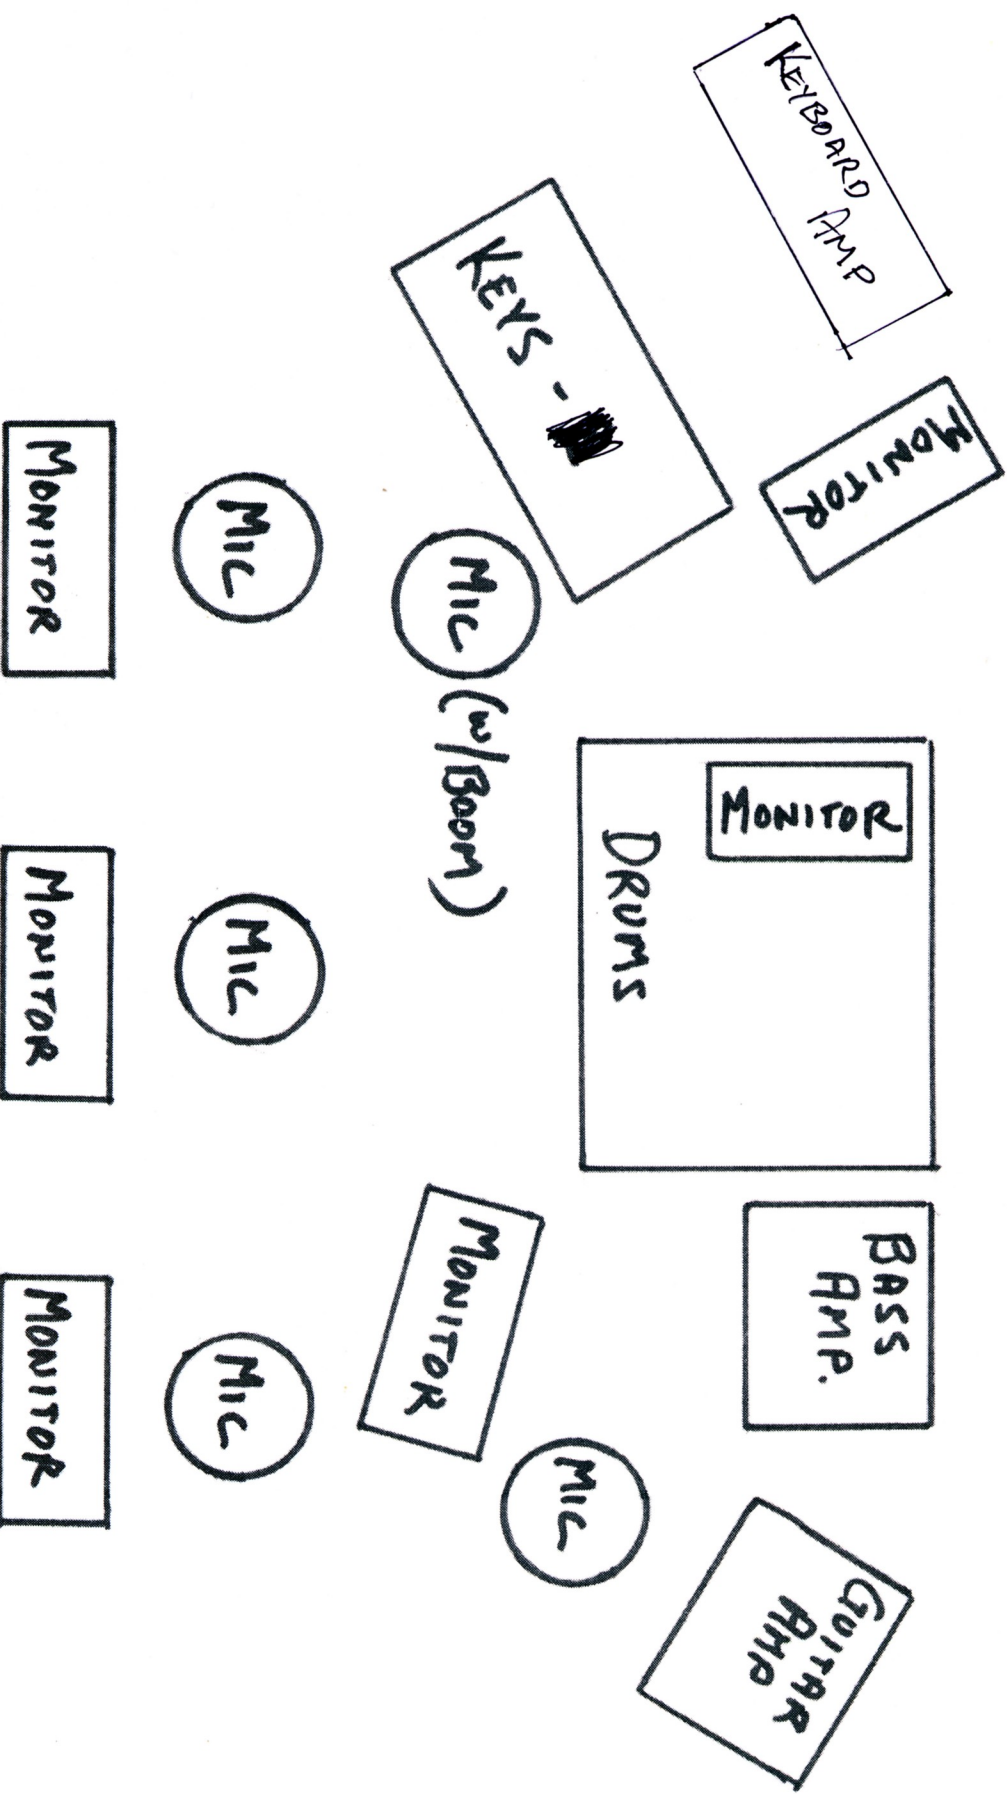 KEYBOARD AMP
MONITOR
MONITOR
BASS
AMP.
GUITAR
AMP
KEYS -
DRUMS
MIC (W/BOOM)
MONITOR
MIC
MIC
MIC
MIC
MONITOR
MONITOR
MONITOR